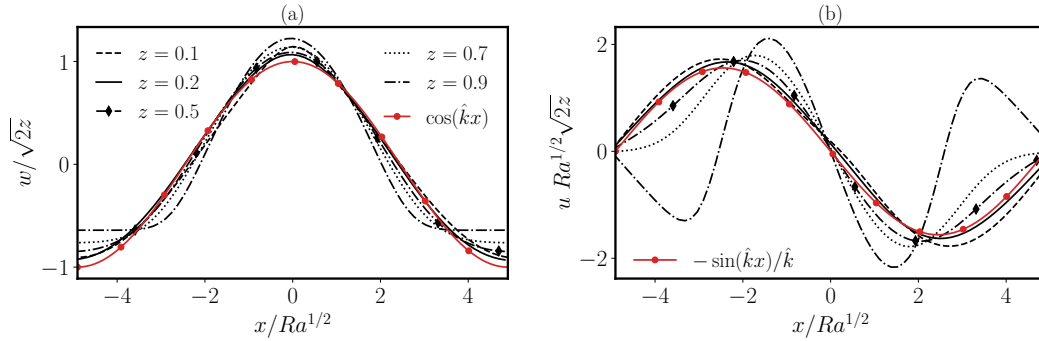 (a)
w/√2z
1
0
−1
z = 0.1
z = 0.2
z = 0.5
z = 0.7
z = 0.9
cos(k̂x)
−4 −2 0 2 4
x/Ra^{1/2}
(b)
u Ra^{1/2}√2z
2
0
−2
− sin(k̂x)/k̂
−4 −2 0 2 4
x/Ra^{1/2}